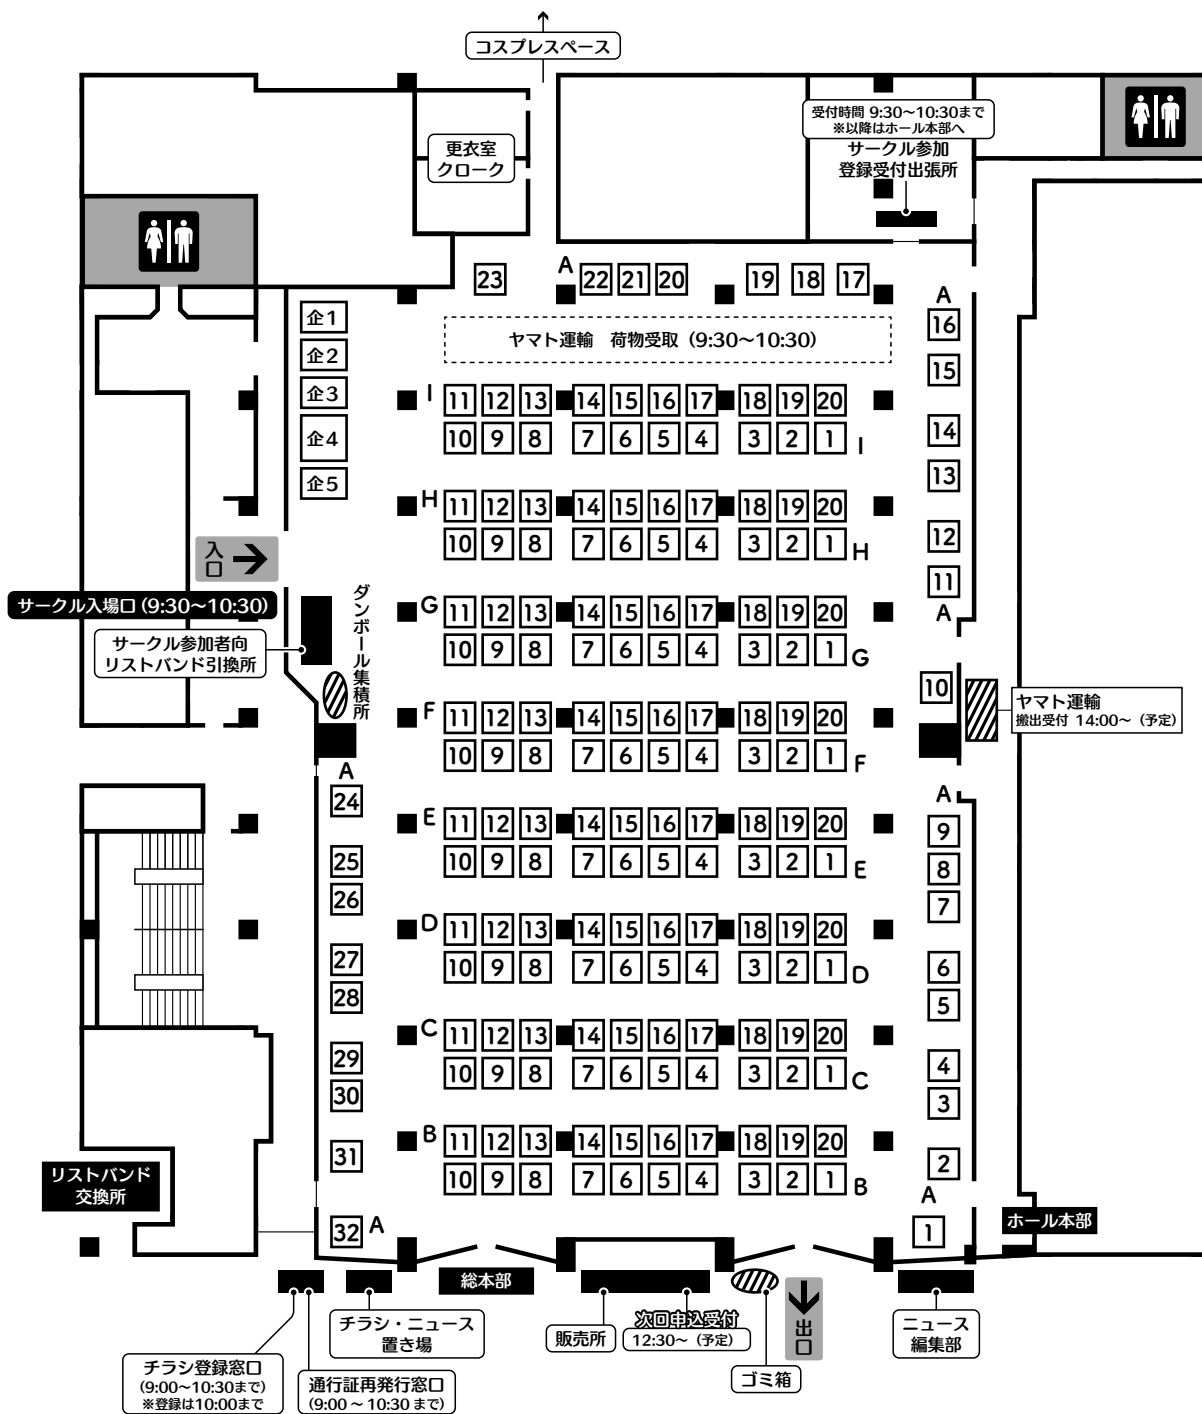 コスプレスペース
受付時間 9:30〜10:30まで
※以降はホール本部へ
サークル参加
登録受付出張所
更衣室
クローク
23 A 22 21 20 19 18 17
A
16
15
14
13
12
11
A
10
A
9
8
7
6
5
4
3
2
A
1
企1
企2
企3
企4
企5
ヤマト運輸 荷物受取（9:30〜10:30）
I 11 12 13 14 15 16 17 18 19 20
10 9 8 7 6 5 4 3 2 1 I
H 11 12 13 14 15 16 17 18 19 20
10 9 8 7 6 5 4 3 2 1 H
G 11 12 13 14 15 16 17 18 19 20
10 9 8 7 6 5 4 3 2 1 G
F 11 12 13 14 15 16 17 18 19 20
10 9 8 7 6 5 4 3 2 1 F
E 11 12 13 14 15 16 17 18 19 20
10 9 8 7 6 5 4 3 2 1 E
D 11 12 13 14 15 16 17 18 19 20
10 9 8 7 6 5 4 3 2 1 D
C 11 12 13 14 15 16 17 18 19 20
10 9 8 7 6 5 4 3 2 1 C
B 11 12 13 14 15 16 17 18 19 20
10 9 8 7 6 5 4 3 2 1 B
入口
サークル入場口（9:30〜10:30）
サークル参加者向
リストバンド引換所
ダンボール集積所
ヤマト運輸
搬出受付 14:00〜（予定）
A
24
25
26
27
28
29
30
31
32 A
リストバンド
交換所
ホール本部
総本部
チラシ・ニュース
置き場
販売所
次回申込受付
12:30〜（予定）
出口
ニュース
編集部
ゴミ箱
チラシ登録窓口
（9:00〜10:30まで）
※登録は10:00まで
通行証再発行窓口
（9:00 〜 10:30 まで）